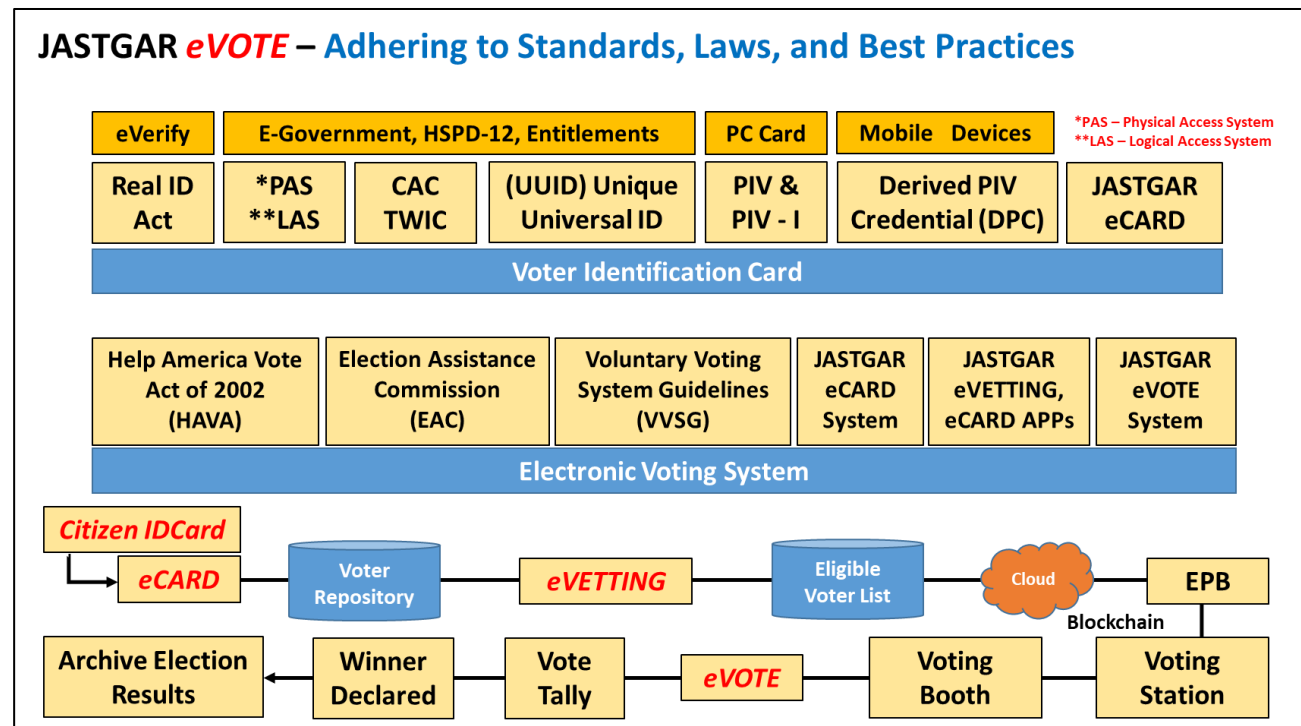 JASTGAR eVOTE – Adhering to Standards, Laws, and Best Practices
eVerify
E-Government, HSPD-12, Entitlements
PC Card
Mobile Devices
*PAS – Physical Access System
**LAS – Logical Access System
Real ID
Act
*PAS
**LAS
CAC
TWIC
(UUID) Unique
Universal ID
PIV &
PIV - I
Derived PIV
Credential (DPC)
JASTGAR
eCARD
Voter Identification Card
Help America Vote
Act of 2002
(HAVA)
Election Assistance
Commission
(EAC)
Voluntary Voting
System Guidelines
(VVSG)
JASTGAR
eCARD
System
JASTGAR
eVETTING,
eCARD APPs
JASTGAR
eVOTE
System
Electronic Voting System
Citizen IDCard
eCARD
Voter
Repository
eVETTING
Eligible
Voter List
Cloud
EPB
Blockchain
Archive Election
Results
Winner
Declared
Vote
Tally
eVOTE
Voting
Booth
Voting
Station